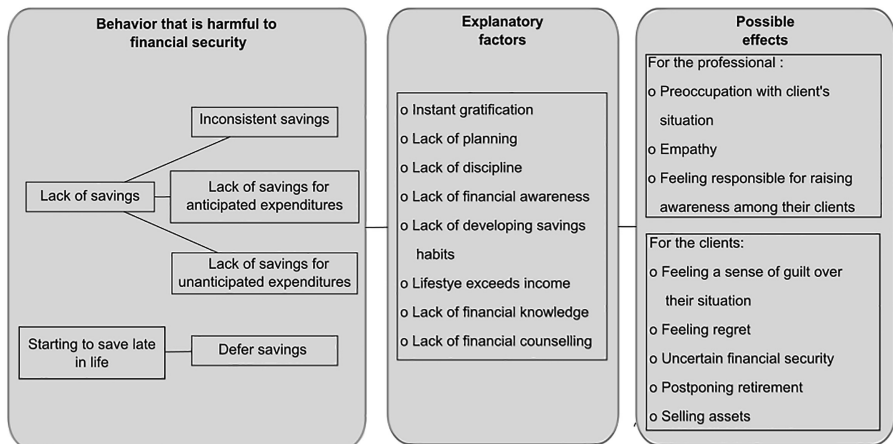 Behavior that is harmful to
financial security
Inconsistent savings
Lack of savings
Lack of savings for
anticipated expenditures
Lack of savings for
unanticipated expenditures
Starting to save late
in life
Defer savings
Explanatory
factors
o Instant gratification
o Lack of planning
o Lack of discipline
o Lack of financial awareness
o Lack of developing savings
habits
o Lifestye exceeds income
o Lack of financial knowledge
o Lack of financial counselling
Possible
effects
For the professional :
o Preoccupation with client's
situation
o Empathy
o Feeling responsible for raising
awareness among their clients
For the clients:
o Feeling a sense of guilt over
their situation
o Feeling regret
o Uncertain financial security
o Postponing retirement
o Selling assets